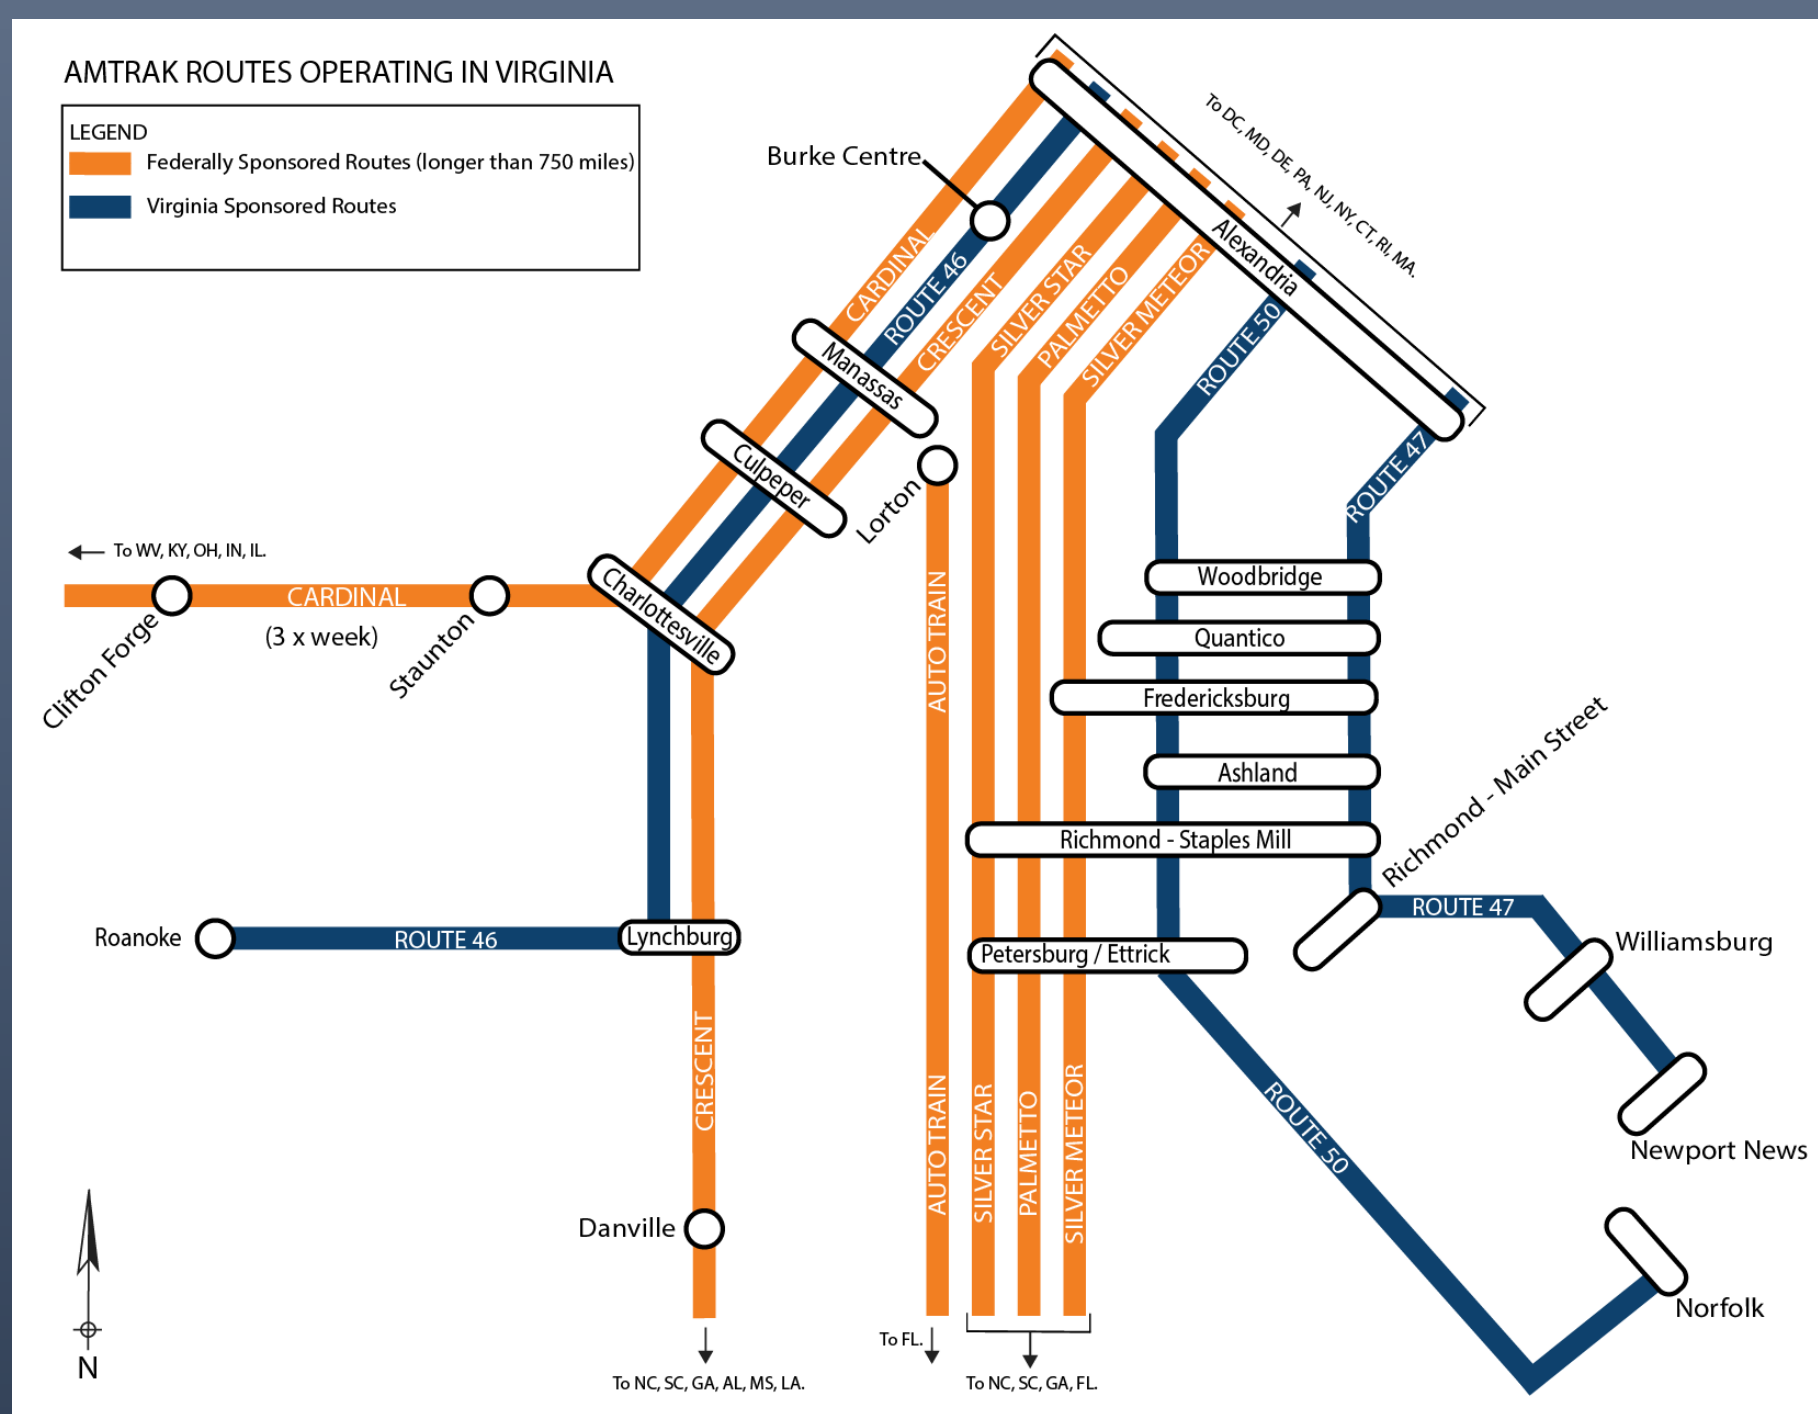 AMTRAK ROUTES OPERATING IN VIRGINIA
LEGEND
Federally Sponsored Routes (longer than 750 miles)
Virginia Sponsored Routes
Burke Centre
To DC, MD, DE, PA, NJ, NY, CT, RI, MA.
Alexandria
CARDINAL
ROUTE 46
CRESCENT
SILVER STAR
PALMETTO
SILVER METEOR
ROUTE 50
ROUTE 47
Manassas
Culpeper
Lorton
To WV, KY, OH, IN, IL.
CARDINAL
(3 x week)
Clifton Forge
Staunton
Charlottesville
AUTO TRAIN
Woodbridge
Quantico
Fredericksburg
Ashland
Richmond - Staples Mill
Richmond - Main Street
ROUTE 47
Williamsburg
Newport News
Roanoke
ROUTE 46
Lynchburg
Petersburg / Ettrick
CRESCENT
AUTO TRAIN
SILVER STAR
PALMETTO
SILVER METEOR
ROUTE 50
Danville
Norfolk
N
To FL.
To NC, SC, GA, AL, MS, LA.
To NC, SC, GA, FL.